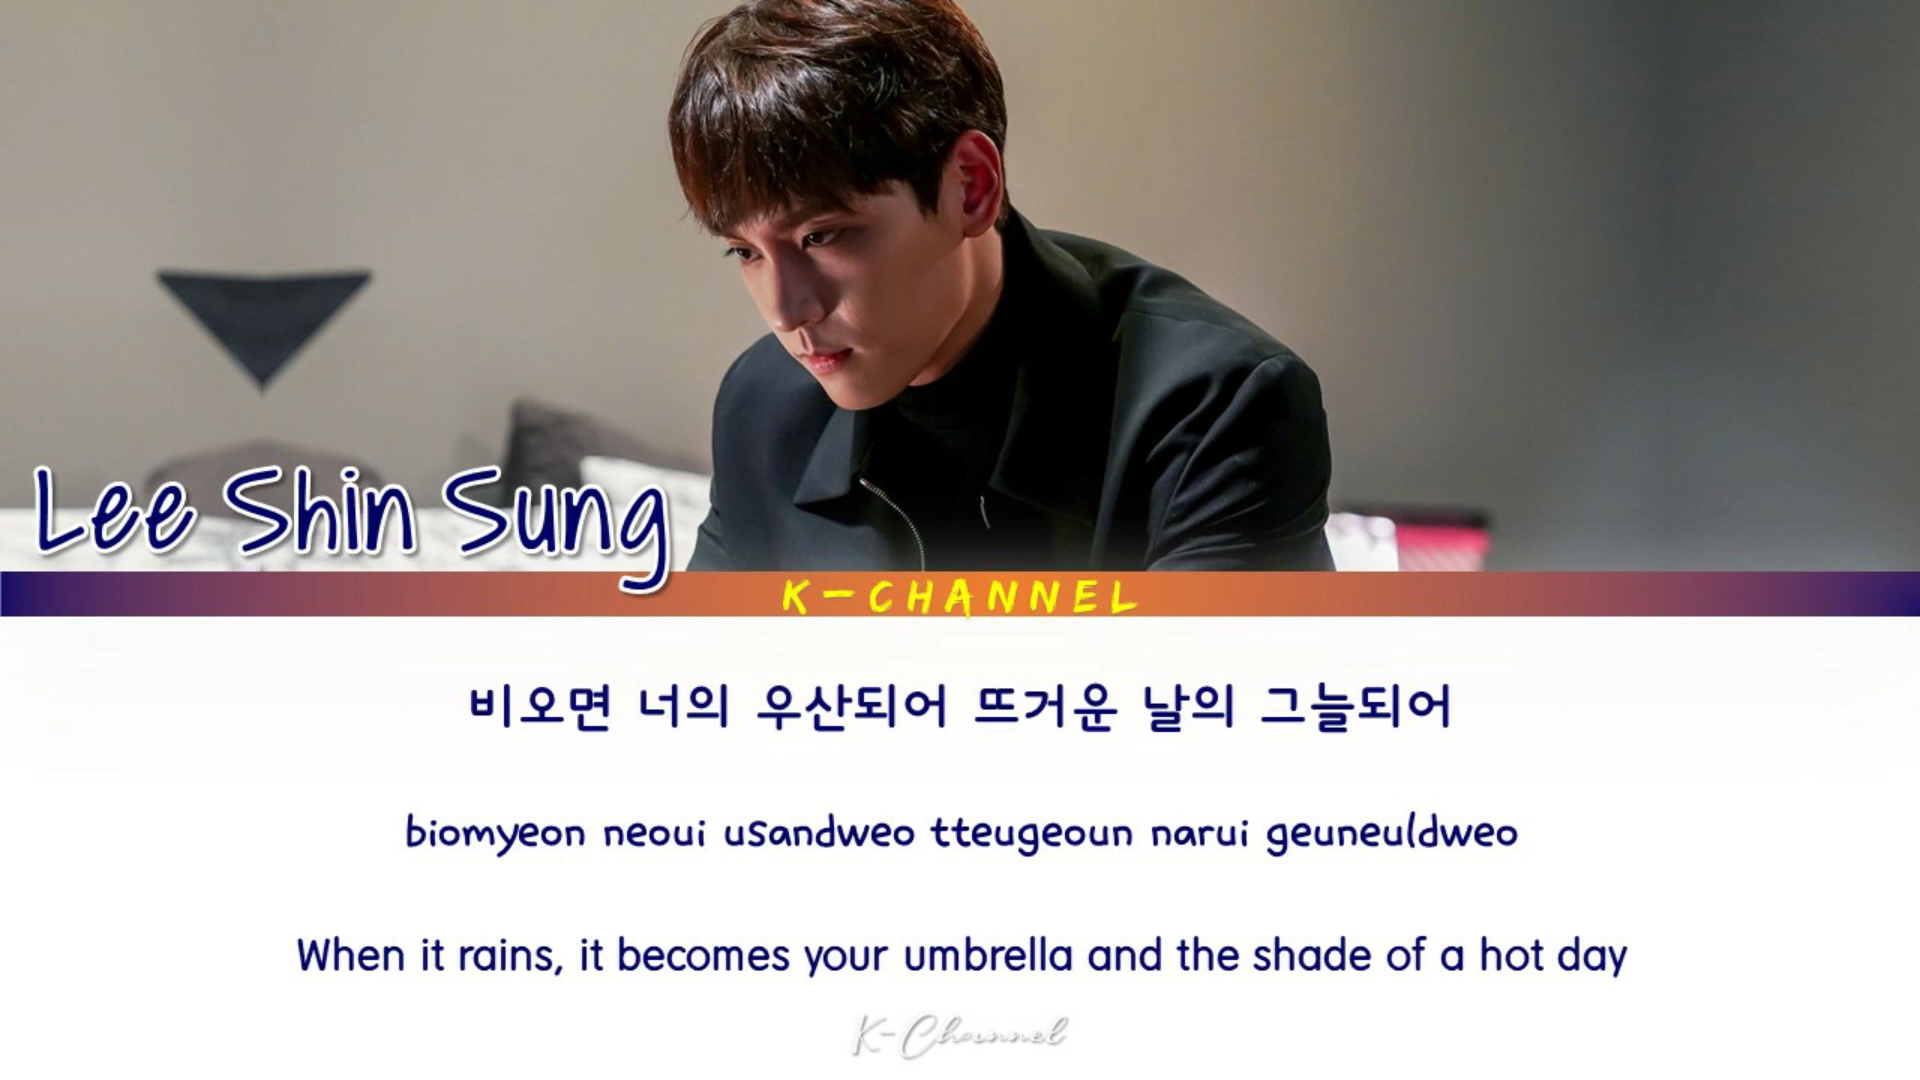 Lee Shin Sung
K-CHANNEL
비오면 너의 우산되어 뜨거운 날의 그늘되어
biomyeon neoui usandweo tteugeoun narui geuneuldweo
When it rains, it becomes your umbrella and the shade of a hot day
K-Channel